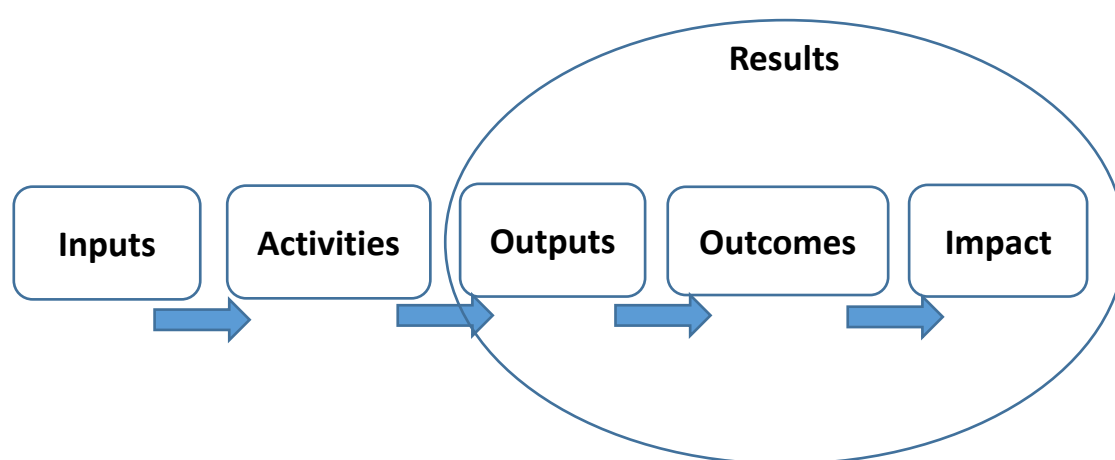 Results
Inputs
Activities
Outputs
Outcomes
Impact